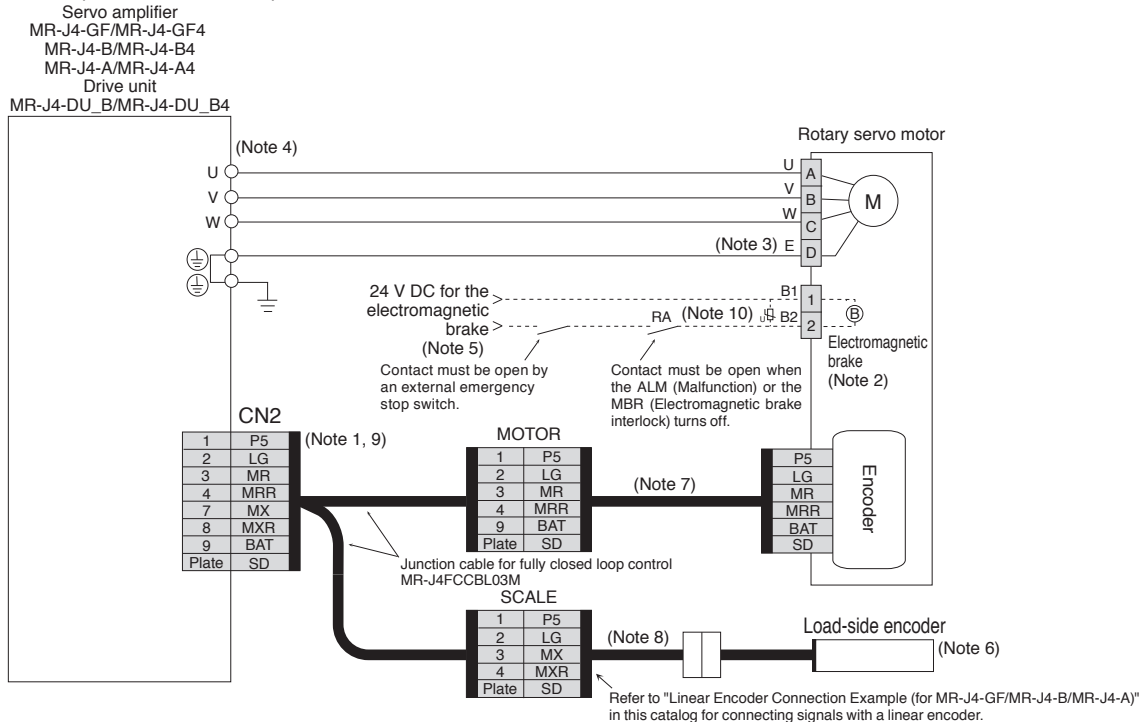 Servo amplifier
MR-J4-GF/MR-J4-GF4
MR-J4-B/MR-J4-B4
MR-J4-A/MR-J4-A4
Drive unit
MR-J4-DU_B/MR-J4-DU_B4
(Note 4)
Rotary servo motor
U
U
A
V
V
B
M
W
W
C
(Note 3)
E
D
24 V DC for the
electromagnetic
brake
(Note 5)
RA
(Note 10)
U
B1
1
B2
2
B
Electromagnetic
brake
(Note 2)
Contact must be open by
an external emergency
stop switch.
Contact must be open when
the ALM (Malfunction) or the
MBR (Electromagnetic brake
interlock) turns off.
CN2
(Note 1, 9)
1 P5
2 LG
3 MR
4 MRR
7 MX
8 MXR
9 BAT
Plate SD
MOTOR
1 P5
2 LG
3 MR
4 MRR
9 BAT
Plate SD
(Note 7)
P5
LG
MR
MRR
BAT
SD
Encoder
Junction cable for fully closed loop control
MR-J4FCCBL03M
SCALE
1 P5
2 LG
3 MX
4 MXR
Plate SD
(Note 8)
Load-side encoder
(Note 6)
Refer to "Linear Encoder Connection Example (for MR-J4-GF/MR-J4-B/MR-J4-A)"
in this catalog for connecting signals with a linear encoder.